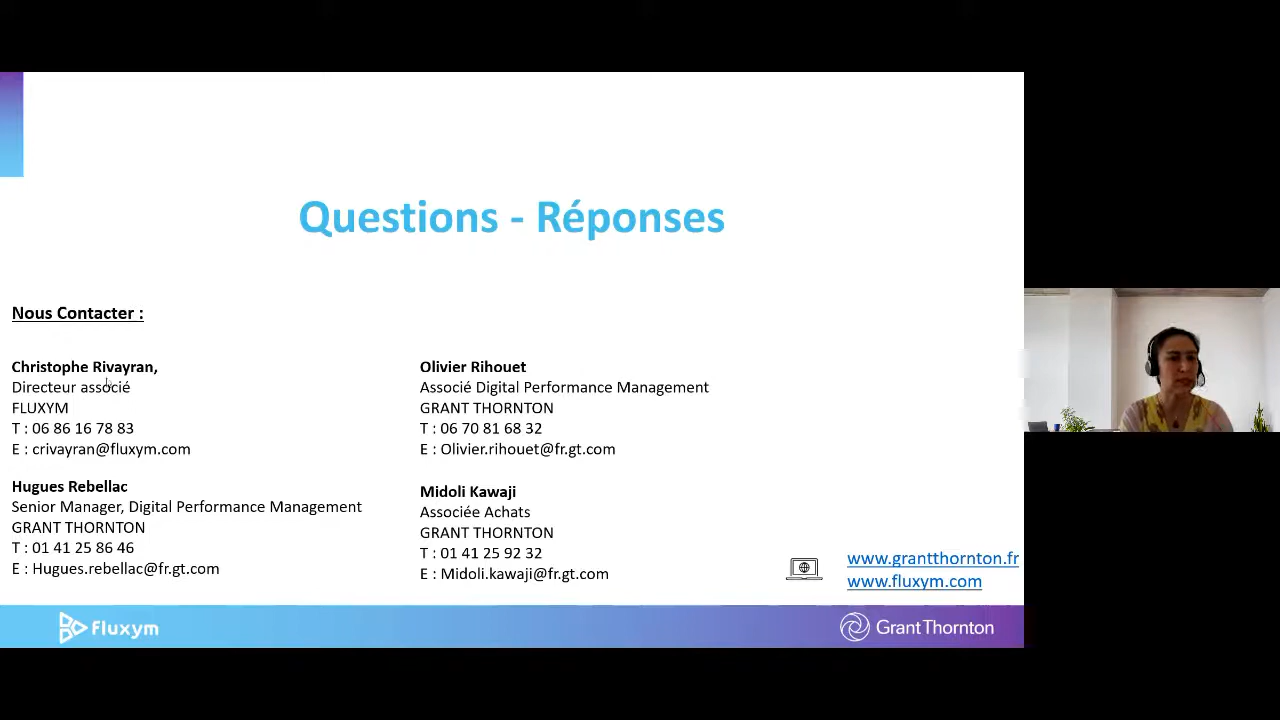 Questions - Réponses
Nous Contacter :
Christophe Rivayran,
Directeur associé
FLUXYM
T : 06 86 16 78 83
E : crivayran@fluxym.com
Hugues Rebellac
Senior Manager, Digital Performance Management
GRANT THORNTON
T : 01 41 25 86 46
E : Hugues.rebellac@fr.gt.com
Olivier Rihouet
Associé Digital Performance Management
GRANT THORNTON
T : 06 70 81 68 32
E : Olivier.rihouet@fr.gt.com
Midoli Kawaji
Associée Achats
GRANT THORNTON
T : 01 41 25 92 32
E : Midoli.kawaji@fr.gt.com
www.grantthornton.fr
www.fluxym.com
Fluxym
Grant Thornton